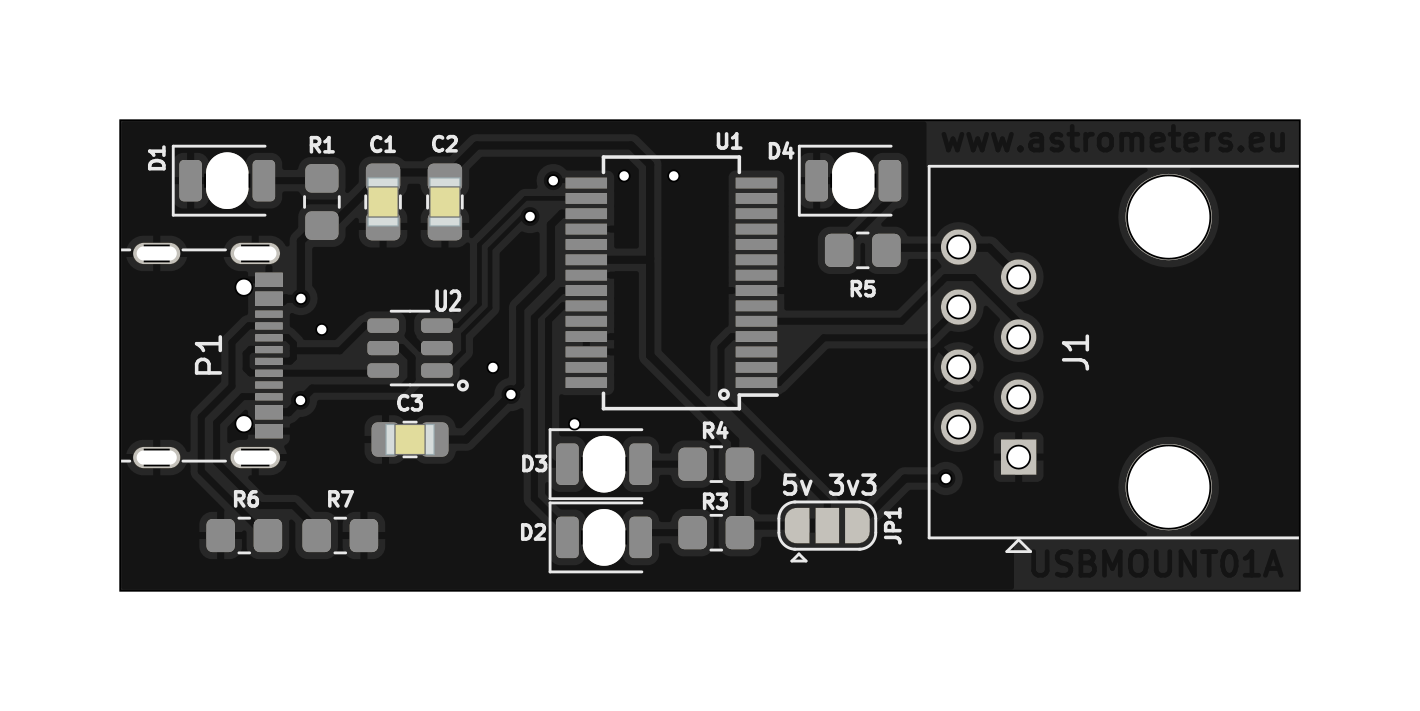 www.astrometers.eu
D1
R1
C1
C2
U1
D4
R5
U2
P1
J1
C3
R4
D3
5v 3v3
R6
R7
R3
D2
JP1
USBMOUNT01A